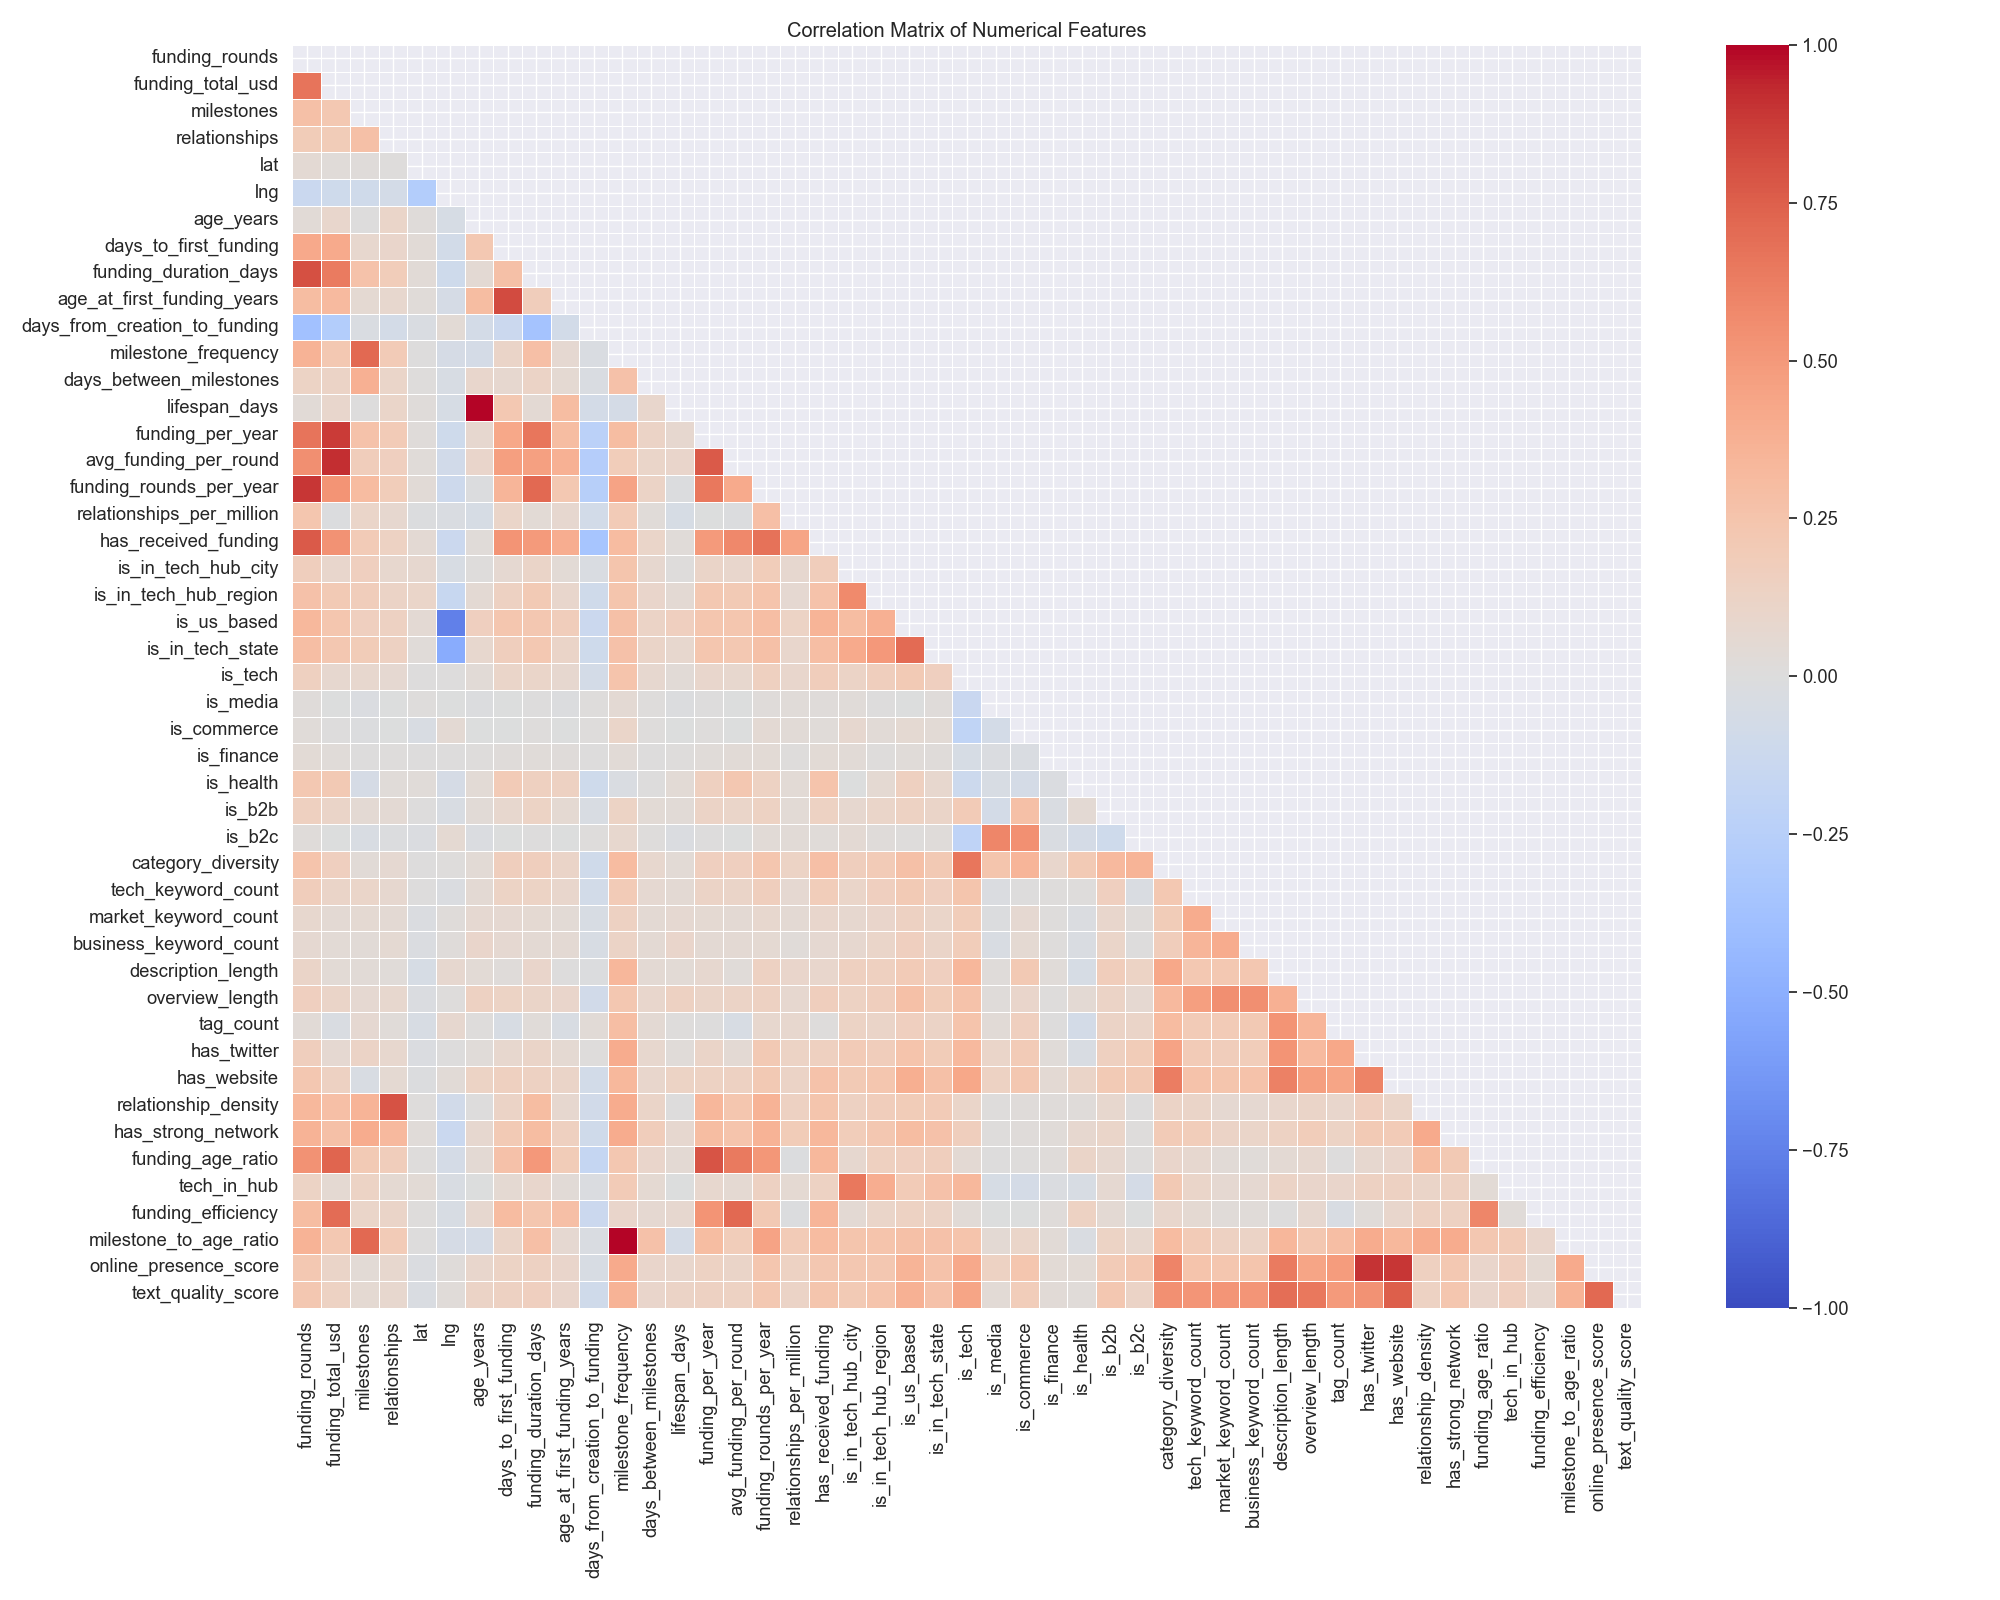 Correlation Matrix of Numerical Features
funding_rounds
funding_total_usd
milestones
relationships
lat
lng
age_years
days_to_first_funding
funding_duration_days
age_at_first_funding_years
days_from_creation_to_funding
milestone_frequency
days_between_milestones
lifespan_days
funding_per_year
avg_funding_per_round
funding_rounds_per_year
relationships_per_million
has_received_funding
is_in_tech_hub_city
is_in_tech_hub_region
is_us_based
is_in_tech_state
is_tech
is_media
is_commerce
is_finance
is_health
is_b2b
is_b2c
category_diversity
tech_keyword_count
market_keyword_count
business_keyword_count
description_length
overview_length
tag_count
has_twitter
has_website
relationship_density
has_strong_network
funding_age_ratio
tech_in_hub
funding_efficiency
milestone_to_age_ratio
online_presence_score
text_quality_score
funding_rounds
funding_total_usd
milestones
relationships
lat
lng
age_years
days_to_first_funding
funding_duration_days
age_at_first_funding_years
days_from_creation_to_funding
milestone_frequency
days_between_milestones
lifespan_days
funding_per_year
avg_funding_per_round
funding_rounds_per_year
relationships_per_million
has_received_funding
is_in_tech_hub_city
is_in_tech_hub_region
is_us_based
is_in_tech_state
is_tech
is_media
is_commerce
is_finance
is_health
is_b2b
is_b2c
category_diversity
tech_keyword_count
market_keyword_count
business_keyword_count
description_length
overview_length
tag_count
has_twitter
has_website
relationship_density
has_strong_network
funding_age_ratio
tech_in_hub
funding_efficiency
milestone_to_age_ratio
online_presence_score
text_quality_score
1.00
0.75
0.50
0.25
0.00
−0.25
−0.50
−0.75
−1.00